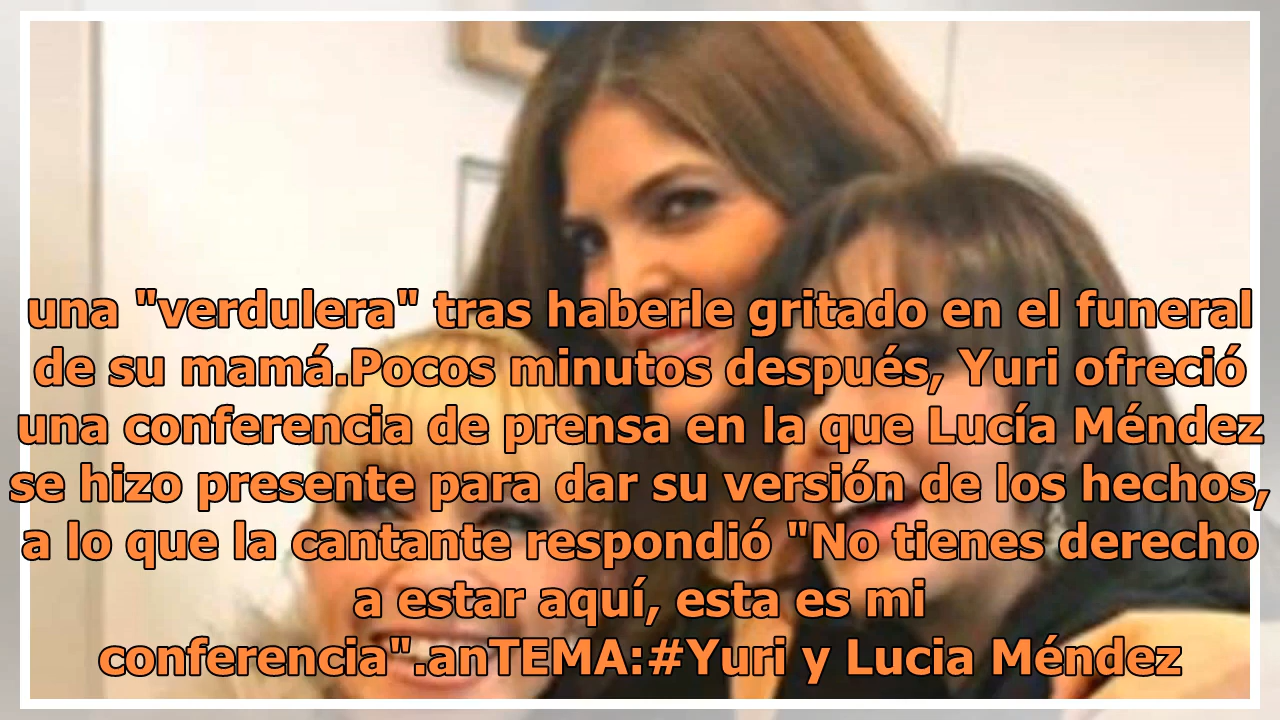 una "verdulera" tras haberle gritado en el funeral
de su mamá.Pocos minutos después, Yuri ofreció
una conferencia de prensa en la que Lucía Méndez
se hizo presente para dar su versión de los hechos,
a lo que la cantante respondió "No tienes derecho
a estar aquí, esta es mi
conferencia".anTEMA:#Yuri y Lucia Méndez